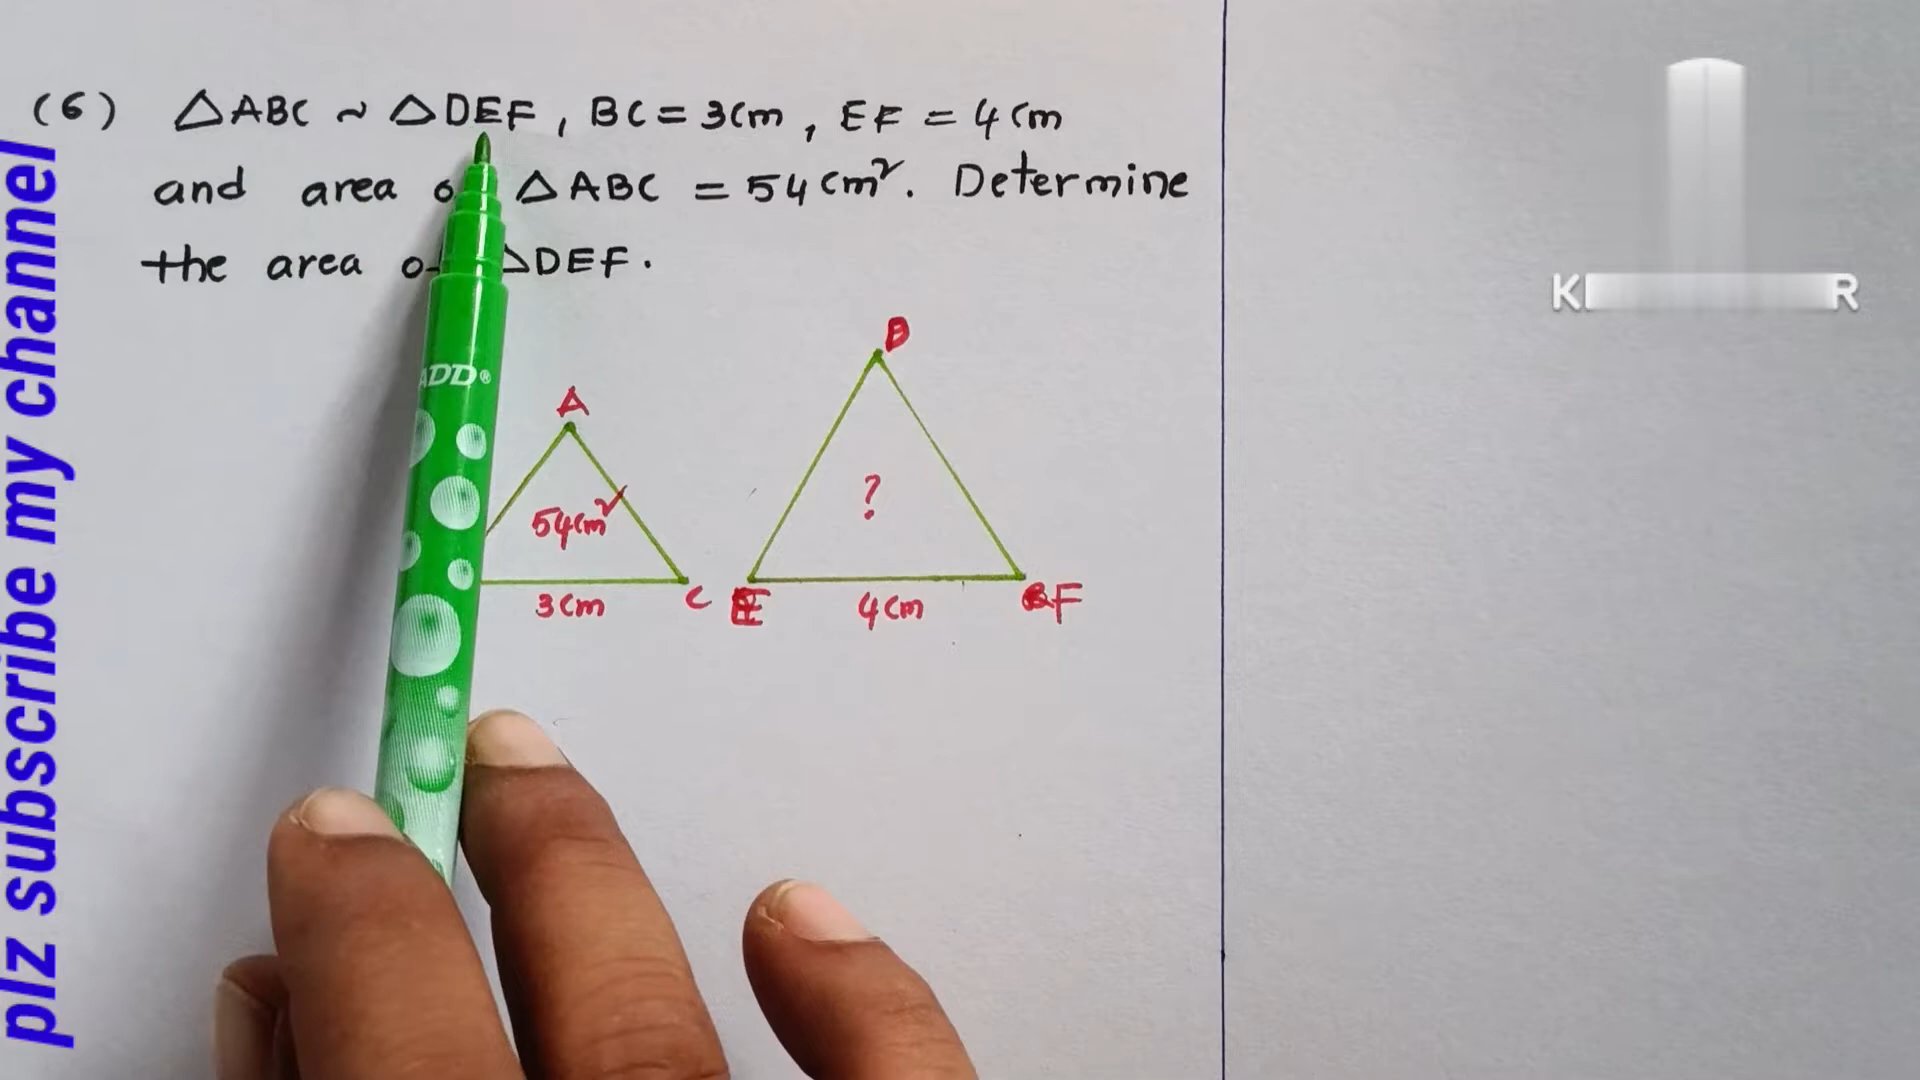 (6) △ABC ~ △DEF, BC = 3cm, EF = 4cm
and area △ABC = 54cm². Determine
the area △DEF.
ADD®
A
54cm²
3cm
C
D
?
E
4cm
F
plz subscribe my channel
K R